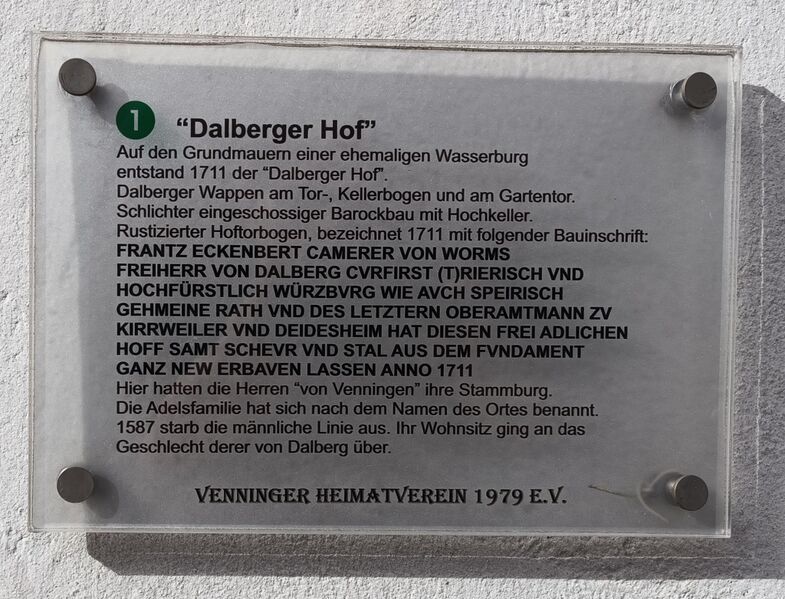 1 “Dalberger Hof”
Auf den Grundmauern einer ehemaligen Wasserburg
entstand 1711 der “Dalberger Hof”.
Dalberger Wappen am Tor-, Kellerbogen und am Gartentor.
Schlichter eingeschossiger Barockbau mit Hochkeller.
Rustizierter Hoftorbogen, bezeichnet 1711 mit folgender Bauinschrift:
FRANTZ ECKENBERT CAMERER VON WORMS
FREIHERR VON DALBERG CVRFIRST (T)RIERISCH VND
HOCHFÜRSTLICH WÜRZBVRG WIE AVCH SPEIRISCH
GEHMEINE RATH VND DES LETZTERN OBERAMTMANN ZV
KIRRWEILER VND DEIDESHEIM HAT DIESEN FREI ADLICHEN
HOFF SAMT SCHEVR VND STAL AUS DEM FVNDAMENT
GANZ NEW ERBAVEN LASSEN ANNO 1711
Hier hatten die Herren “von Venningen” ihre Stammburg.
Die Adelsfamilie hat sich nach dem Namen des Ortes benannt.
1587 starb die männliche Linie aus. Ihr Wohnsitz ging an das
Geschlecht derer von Dalberg über.
VENNINGER HEIMATVEREIN 1979 E.V.